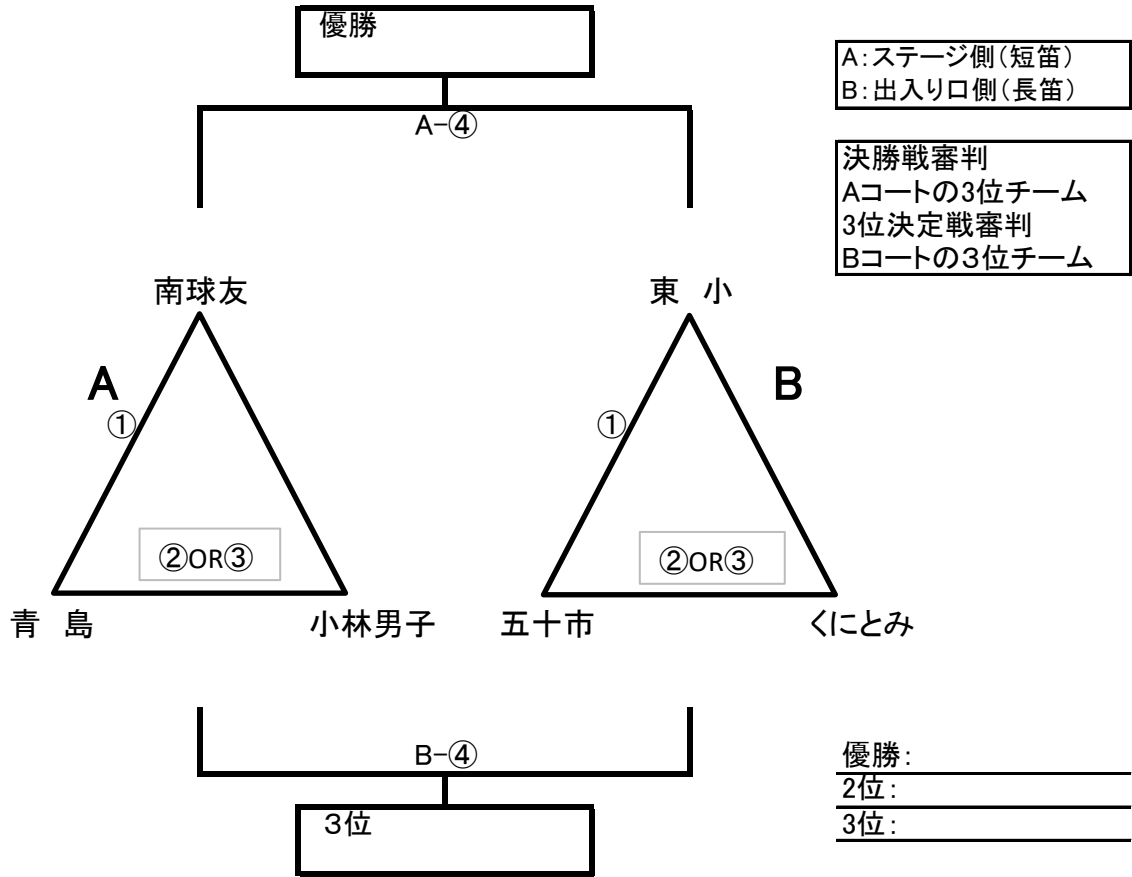 優勝
A:ステージ側(短笛)
B:出入り口側(長笛)
A-④
決勝戦審判
Aコートの3位チーム
3位決定戦審判
Bコートの３位チーム
南球友
東　小
A
B
①
①
②OR③
②OR③
青　島
小林男子
五十市
くにとみ
B-④
優勝:
2位:
3位:
３位